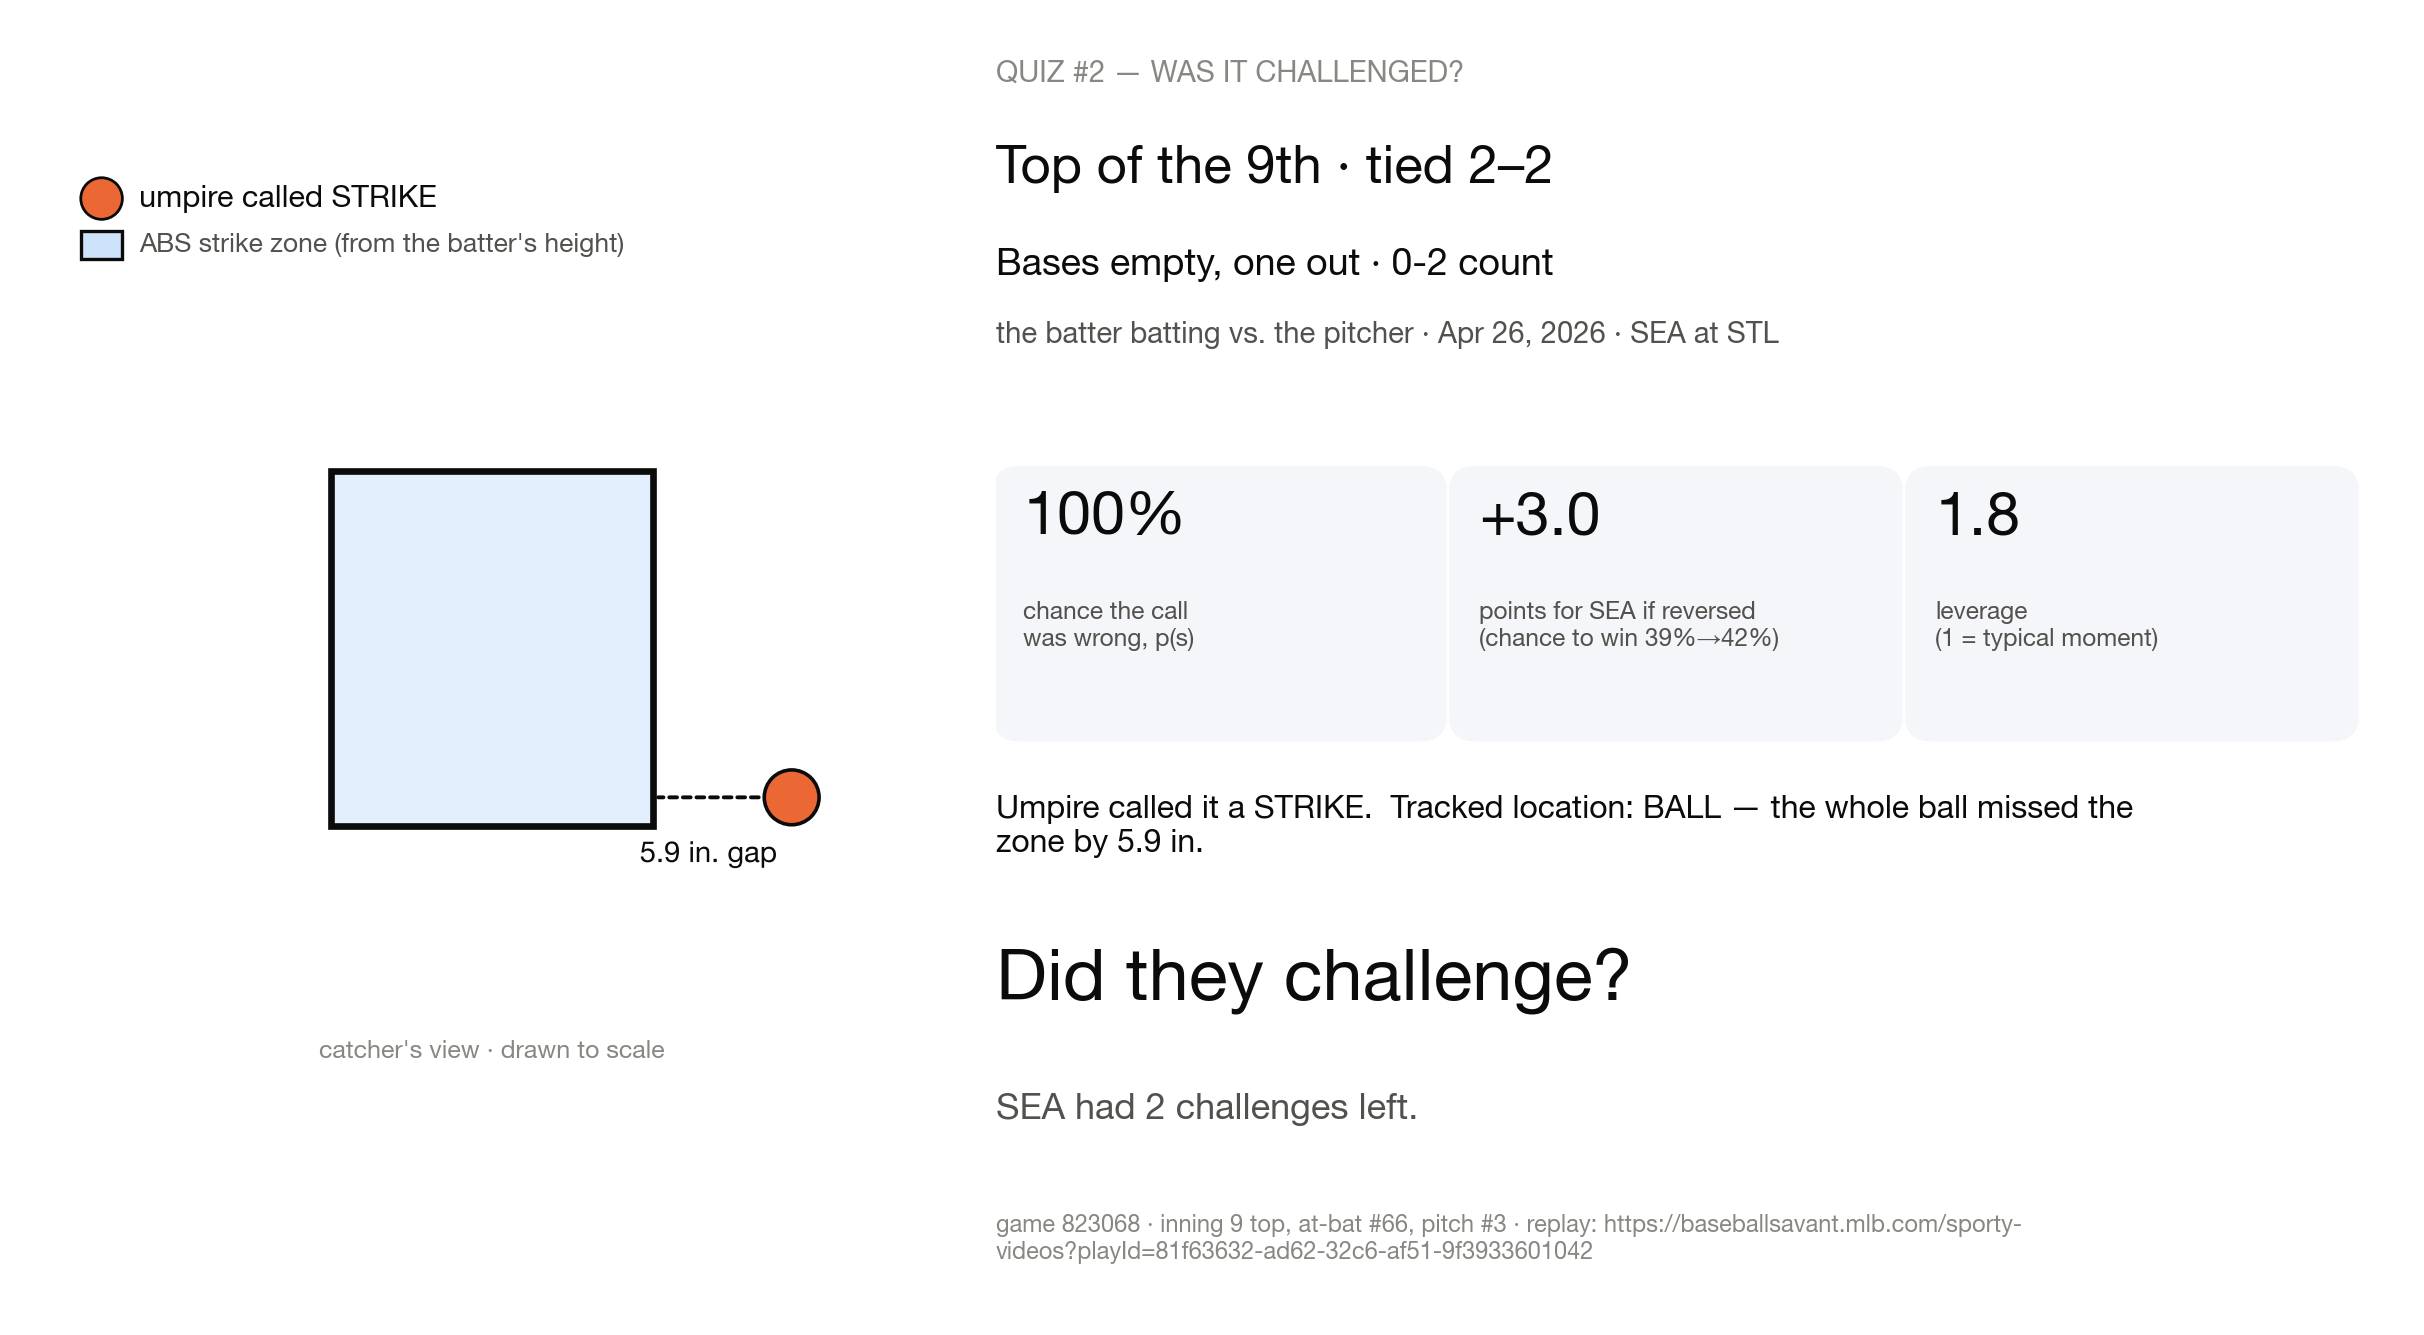 QUIZ #2 — WAS IT CHALLENGED?
Top of the 9th · tied 2–2
Bases empty, one out · 0-2 count
the batter batting vs. the pitcher · Apr 26, 2026 · SEA at STL
umpire called STRIKE
ABS strike zone (from the batter's height)
5.9 in. gap
catcher's view · drawn to scale
100%
chance the call
was wrong, p(s)
+3.0
points for SEA if reversed
(chance to win 39%→42%)
1.8
leverage
(1 = typical moment)
Umpire called it a STRIKE.  Tracked location: BALL — the whole ball missed the
zone by 5.9 in.
Did they challenge?
SEA had 2 challenges left.
game 823068 · inning 9 top, at-bat #66, pitch #3 · replay: https://baseballsavant.mlb.com/sporty-
videos?playId=81f63632-ad62-32c6-af51-9f3933601042